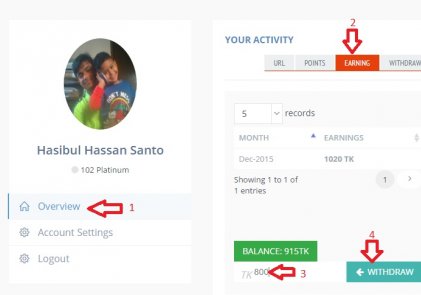 Hasibul Hassan Santo
102 Platinum
Overview
1
Account Settings
Logout
2
YOUR ACTIVITY
URL POINTS EARNING WITHDRAW
5 records
MONTH EARNINGS
Dec-2015 1020 TK
Showing 1 to 1 of
1 entries
1
4
BALANCE: 915TK
TK 800 3
WITHDRAW